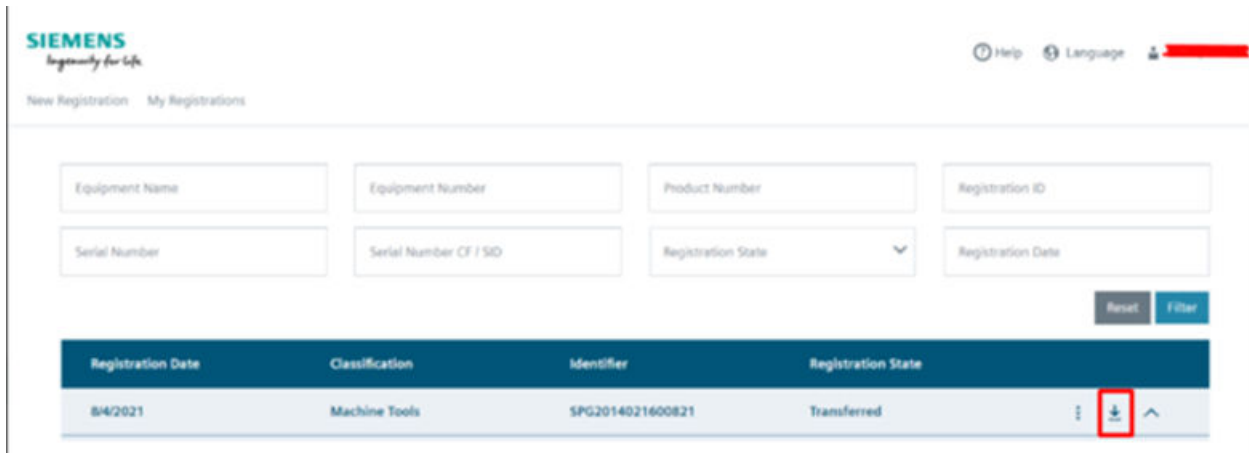 SIEMENS
Ingenuity for life
Help Language
New Registration My Registrations
Equipment Name Equipment Number Product Number Registration ID
Serial Number Serial Number CF / SID Registration State Registration Date
Reset Filter
Registration Date Classification Identifier Registration State
8/4/2021 Machine Tools SPG2014021600821 Transferred